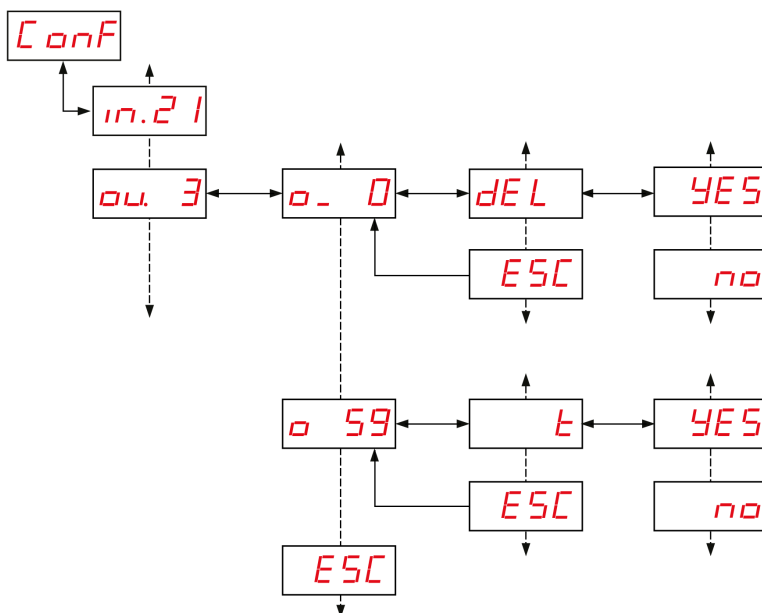 ConF
in.21
ou. 3
o_ 0
dEL
YES
ESC
no
o 59
t
YES
ESC
no
ESC